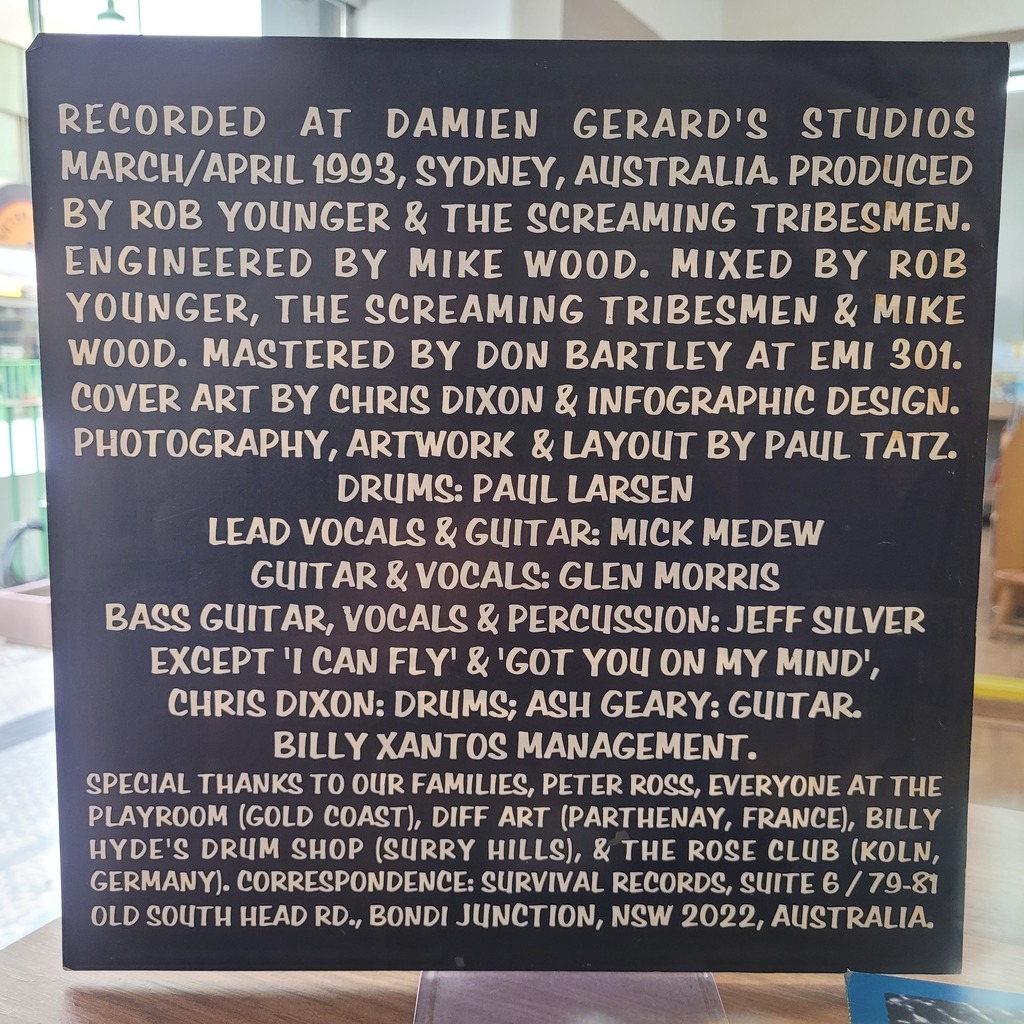 RECORDED AT DAMIEN GERARD'S STUDIOS
MARCH/APRIL 1993, SYDNEY, AUSTRALIA. PRODUCED
BY ROB YOUNGER & THE SCREAMING TRIBESMEN.
ENGINEERED BY MIKE WOOD. MIXED BY ROB
YOUNGER, THE SCREAMING TRIBESMEN & MIKE
WOOD. MASTERED BY DON BARTLEY AT EMI 301.
COVER ART BY CHRIS DIXON & INFOGRAPHIC DESIGN.
PHOTOGRAPHY, ARTWORK & LAYOUT BY PAUL TATZ.
DRUMS: PAUL LARSEN
LEAD VOCALS & GUITAR: MICK MEDEW
GUITAR & VOCALS: GLEN MORRIS
BASS GUITAR, VOCALS & PERCUSSION: JEFF SILVER
EXCEPT 'I CAN FLY' & 'GOT YOU ON MY MIND',
CHRIS DIXON: DRUMS; ASH GEARY: GUITAR.
BILLY XANTOS MANAGEMENT.
SPECIAL THANKS TO OUR FAMILIES, PETER ROSS, EVERYONE AT THE
PLAYROOM (GOLD COAST), DIFF ART (PARTHENAY, FRANCE), BILLY
HYDE'S DRUM SHOP (SURRY HILLS), & THE ROSE CLUB (KOLN,
GERMANY). CORRESPONDENCE: SURVIVAL RECORDS, SUITE 6 / 79-81
OLD SOUTH HEAD RD., BONDI JUNCTION, NSW 2022, AUSTRALIA.